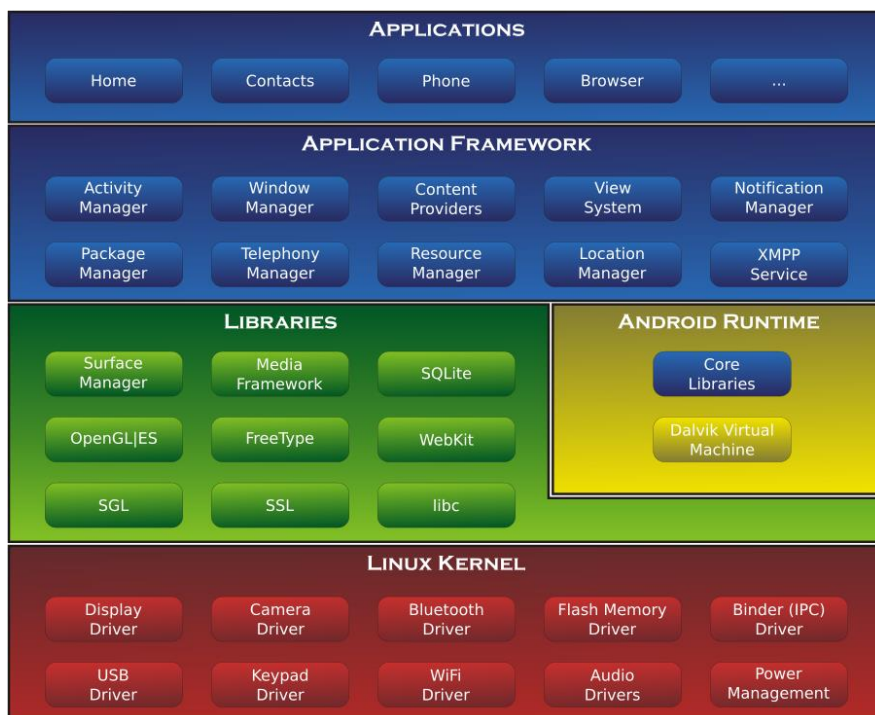 APPLICATIONS
Home
Contacts
Phone
Browser
...
APPLICATION FRAMEWORK
Activity
Manager
Window
Manager
Content
Providers
View
System
Notification
Manager
Package
Manager
Telephony
Manager
Resource
Manager
Location
Manager
XMPP
Service
LIBRARIES
Surface
Manager
Media
Framework
SQLite
OpenGL|ES
FreeType
WebKit
SGL
SSL
libc
ANDROID RUNTIME
Core
Libraries
Dalvik Virtual
Machine
LINUX KERNEL
Display
Driver
Camera
Driver
Bluetooth
Driver
Flash Memory
Driver
Binder (IPC)
Driver
USB
Driver
Keypad
Driver
WiFi
Driver
Audio
Drivers
Power
Management